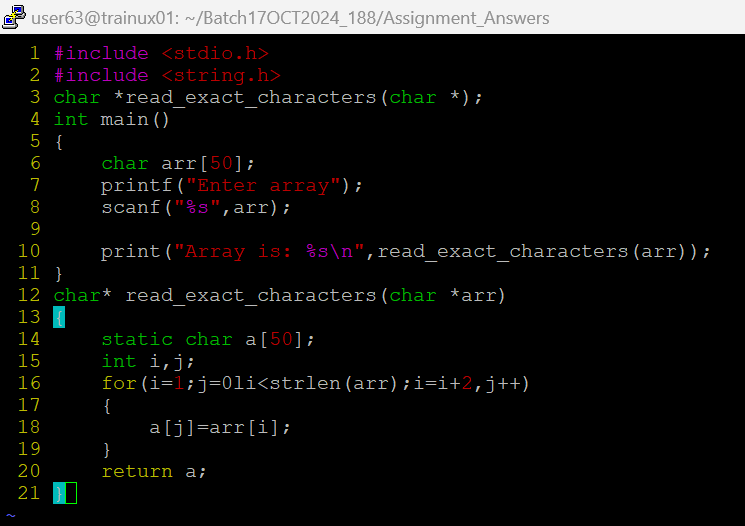 user63@trainux01: ~/Batch17OCT2024_188/Assignment_Answers
1 #include <stdio.h>
2 #include <string.h>
3 char *read_exact_characters(char *);
4 int main()
5 {
6     char arr[50];
7     printf("Enter array");
8     scanf("%s",arr);
9
10     print("Array is: %s\n",read_exact_characters(arr));
11 }
12 char* read_exact_characters(char *arr)
13 {
14     static char a[50];
15     int i,j;
16     for(i=1;j=0li<strlen(arr);i=i+2,j++)
17     {
18         a[j]=arr[i];
19     }
20     return a;
21 }
~